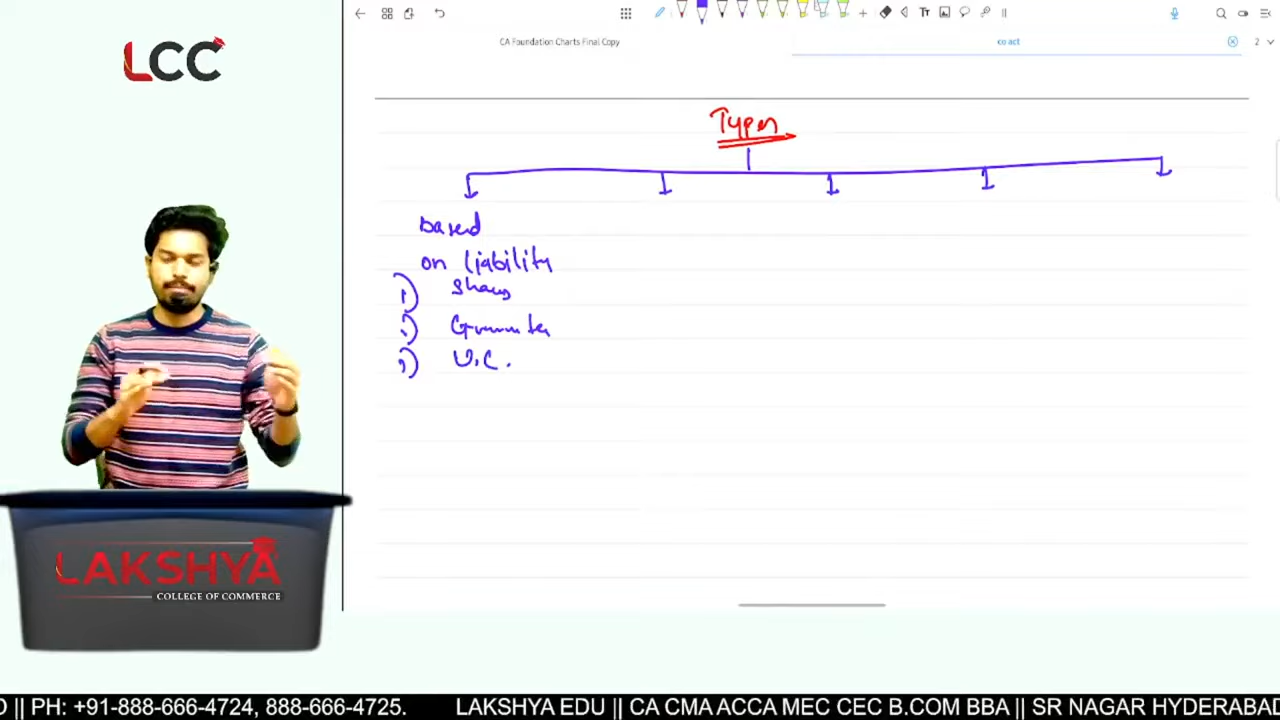 LCC
CA Foundation Charts Final Copy
co act
2
Types
based
on liability
1) Shares
2)
3) U.C.
LAKSHYA
COLLEGE OF COMMERCE
|| PH: +91-888-666-4724, 888-666-4725. LAKSHYA EDU || CA CMA ACCA MEC CEC B.COM BBA || SR NAGAR HYDERABAD